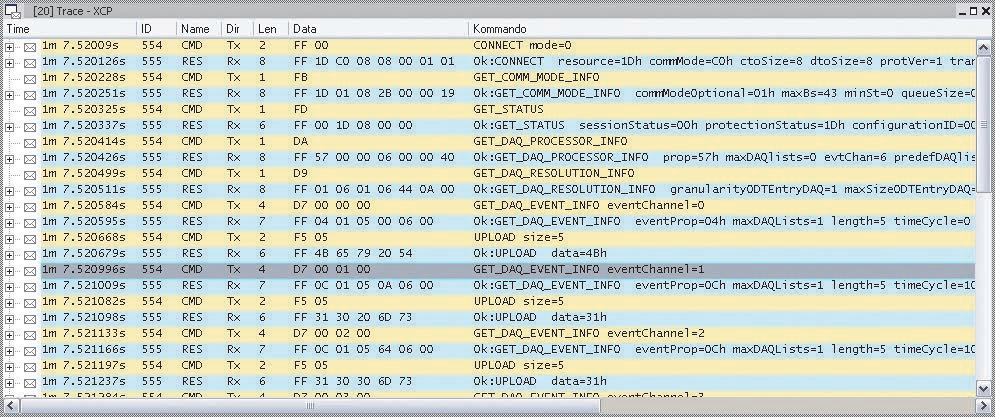 [20] Trace - XCP
Time ID Name Dir Len Data Kommando
1m 7.52009s 554 CMD Tx 2 FF 00 CONNECT mode=0
1m 7.520126s 555 RES Rx 8 FF 1D C0 08 08 00 01 01 Ok:CONNECT resource=1Dh commMode=C0h ctoSize=8 dtoSize=8 protVer=1 tran
1m 7.520228s 554 CMD Tx 1 FB GET_COMM_MODE_INFO
1m 7.520251s 555 RES Rx 8 FF 1D 01 08 2B 00 00 19 Ok:GET_COMM_MODE_INFO commModeOptional=01h maxBs=43 minSt=0 queueSize=0
1m 7.520325s 554 CMD Tx 1 FD GET_STATUS
1m 7.520337s 555 RES Rx 6 FF 00 1D 08 00 00 Ok:GET_STATUS sessionStatus=00h protectionStatus=1Dh configurationID=00
1m 7.520414s 554 CMD Tx 1 DA GET_DAQ_PROCESSOR_INFO
1m 7.520426s 555 RES Rx 8 FF 57 00 00 06 00 00 40 Ok:GET_DAQ_PROCESSOR_INFO prop=57h maxDAQlists=0 evtChan=6 predefDAQlis
1m 7.520499s 554 CMD Tx 1 D9 GET_DAQ_RESOLUTION_INFO
1m 7.520511s 555 RES Rx 8 FF 01 06 01 06 44 0A 00 Ok:GET_DAQ_RESOLUTION_INFO granularityODTEntryDAQ=1 maxSizeODTEntryDAQ=
1m 7.520584s 554 CMD Tx 4 D7 00 00 00 GET_DAQ_EVENT_INFO eventChannel=0
1m 7.520595s 555 RES Rx 7 FF 04 01 05 00 06 00 Ok:GET_DAQ_EVENT_INFO eventProp=04h maxDAQLists=1 length=5 timeCycle=0
1m 7.520668s 554 CMD Tx 2 F5 05 UPLOAD size=5
1m 7.520679s 555 RES Rx 6 FF 4B 65 79 20 54 Ok:UPLOAD data=4Bh
1m 7.520996s 554 CMD Tx 4 D7 00 01 00 GET_DAQ_EVENT_INFO eventChannel=1
1m 7.521009s 555 RES Rx 7 FF 0C 01 05 0A 06 00 Ok:GET_DAQ_EVENT_INFO eventProp=0Ch maxDAQLists=1 length=5 timeCycle=10
1m 7.521082s 554 CMD Tx 2 F5 05 UPLOAD size=5
1m 7.521098s 555 RES Rx 6 FF 31 30 20 6D 73 Ok:UPLOAD data=31h
1m 7.521133s 554 CMD Tx 4 D7 00 02 00 GET_DAQ_EVENT_INFO eventChannel=2
1m 7.521166s 555 RES Rx 7 FF 0C 01 05 64 06 00 Ok:GET_DAQ_EVENT_INFO eventProp=0Ch maxDAQLists=1 length=5 timeCycle=10
1m 7.521197s 554 CMD Tx 2 F5 05 UPLOAD size=5
1m 7.521237s 555 RES Rx 6 FF 31 30 30 6D 73 Ok:UPLOAD data=31h
1m 7.521284s 554 CMD Tx 4 D7 00 03 00 GET_DAQ_EVENT_INFO eventChannel=3